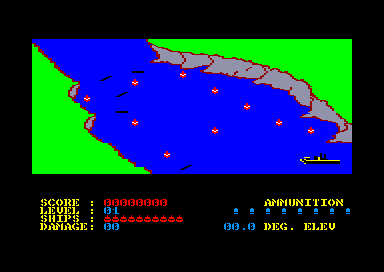 SCORE : 00000000 AMMUNITION
LEVEL : 01
SHIPS :
DAMAGE: 00 00.0 DEG. ELEV